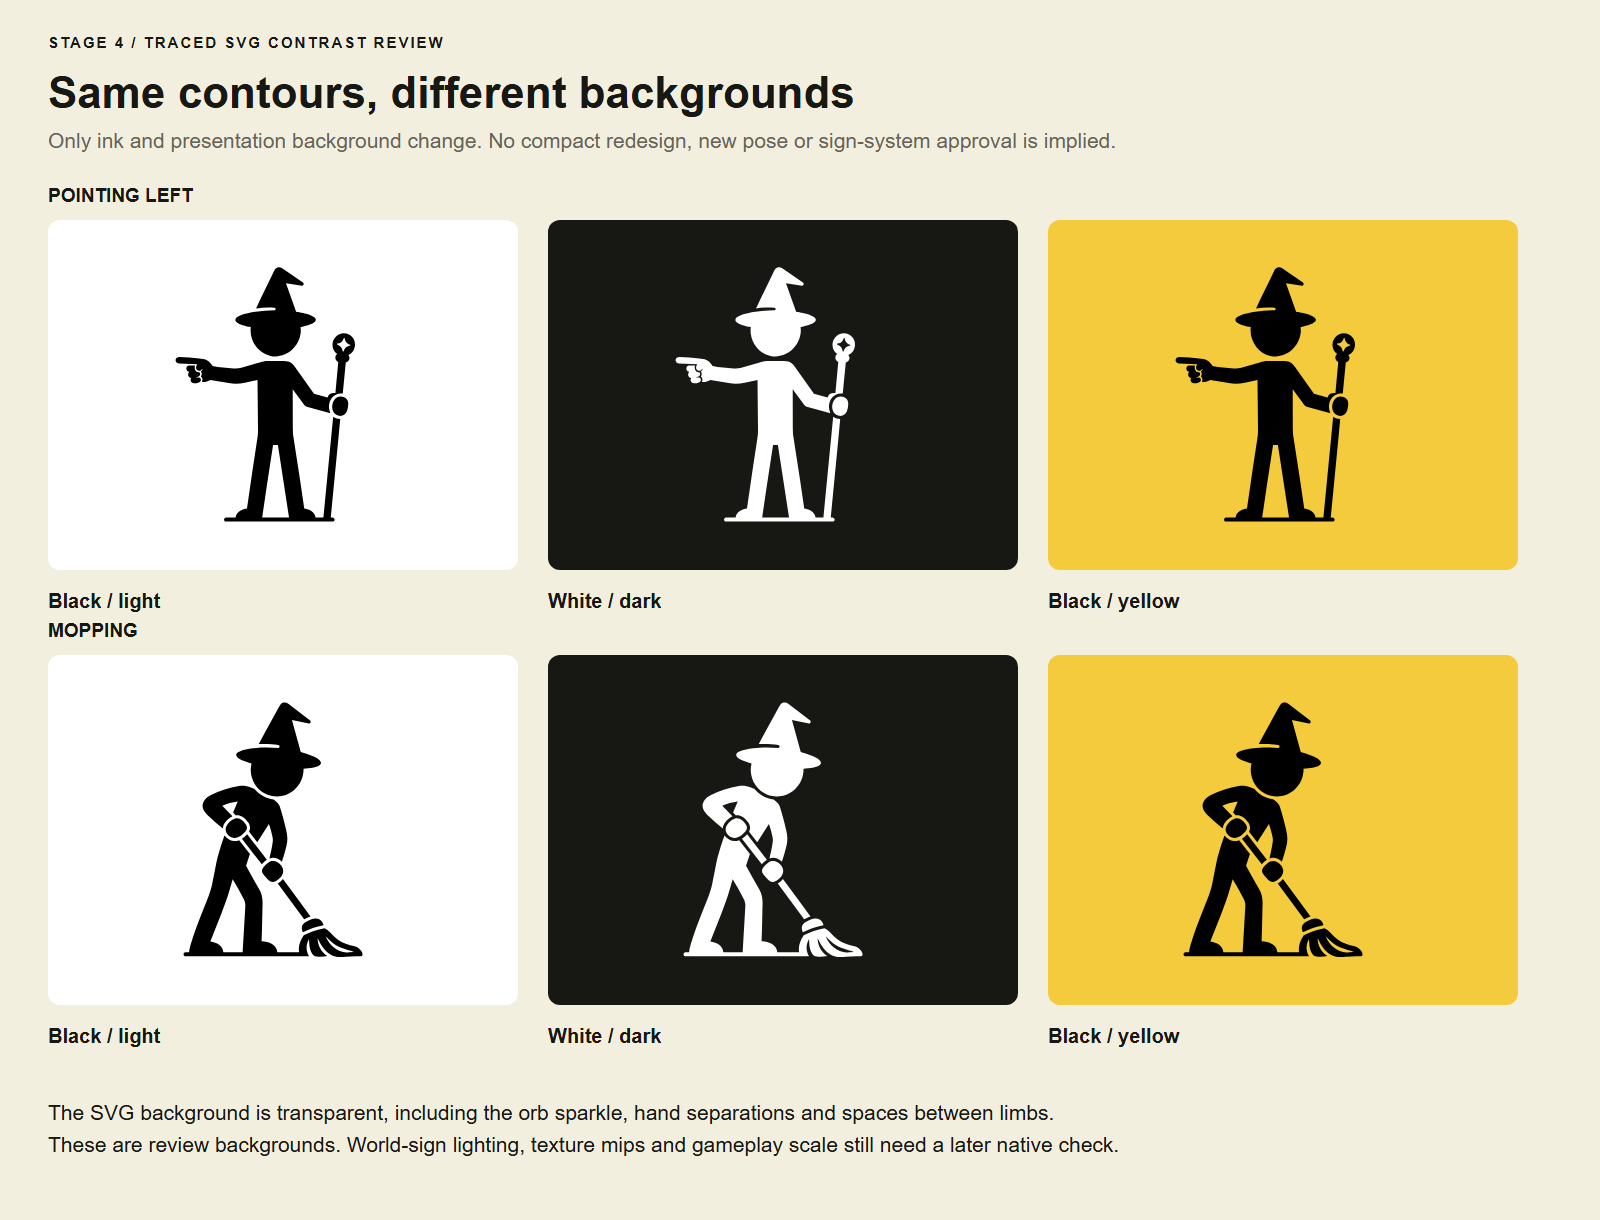 STAGE 4 / TRACED SVG CONTRAST REVIEW
Same contours, different backgrounds
Only ink and presentation background change. No compact redesign, new pose or sign-system approval is implied.
POINTING LEFT
Black / light
White / dark
Black / yellow
MOPPING
Black / light
White / dark
Black / yellow
The SVG background is transparent, including the orb sparkle, hand separations and spaces between limbs.
These are review backgrounds. World-sign lighting, texture mips and gameplay scale still need a later native check.